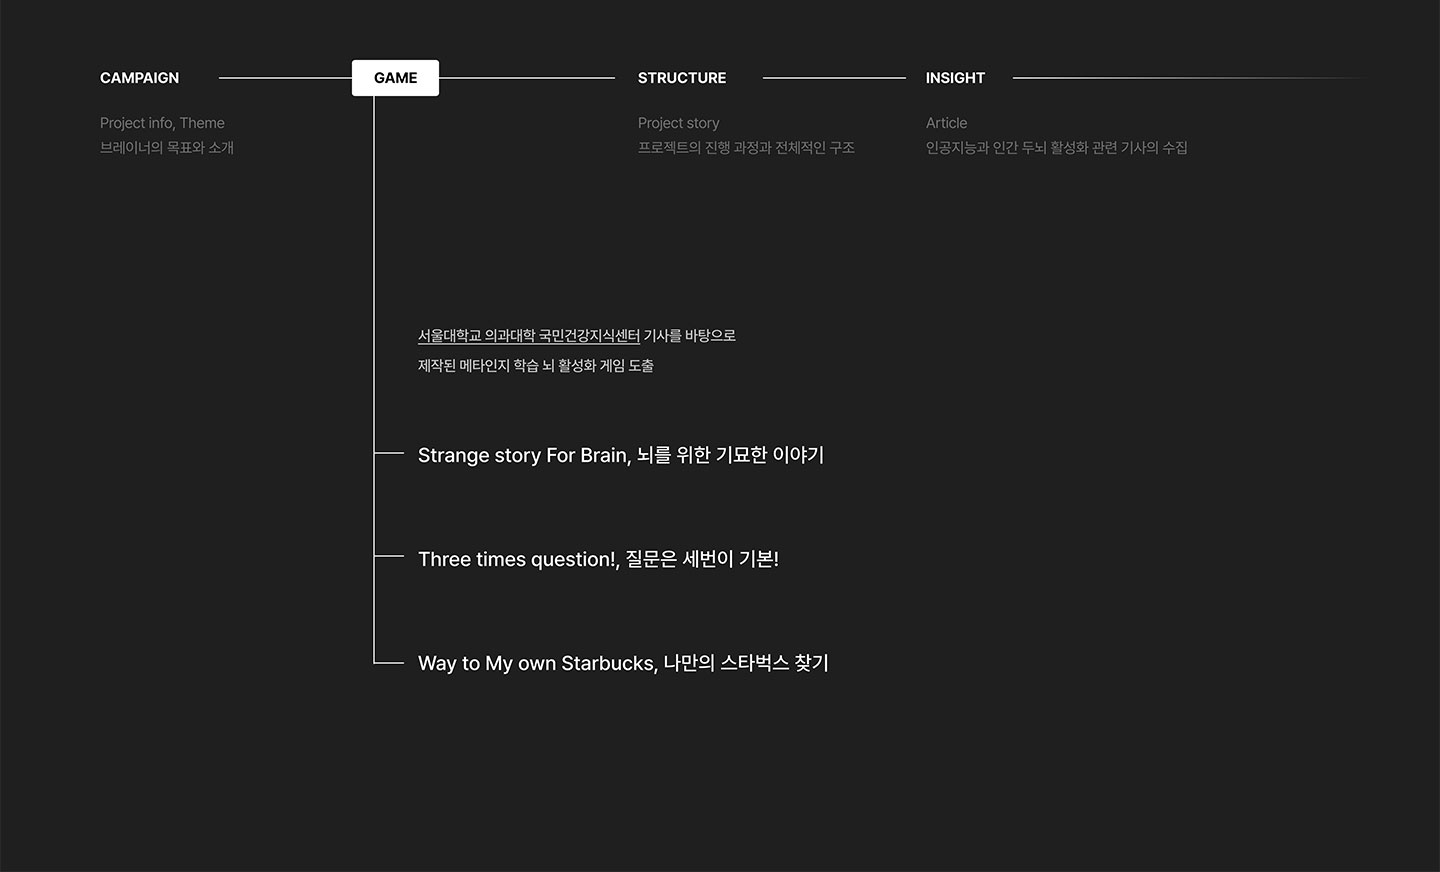 CAMPAIGN
GAME
STRUCTURE
INSIGHT
Project info, Theme
브레이너의 목표와 소개
Project story
프로젝트의 진행 과정과 전체적인 구조
Article
인공지능과 인간 두뇌 활성화 관련 기사의 수집
서울대학교 의과대학 국민건강지식센터 기사를 바탕으로
제작된 메타인지 학습 뇌 활성화 게임 도출
Strange story For Brain, 뇌를 위한 기묘한 이야기
Three times question!, 질문은 세번이 기본!
Way to My own Starbucks, 나만의 스타벅스 찾기